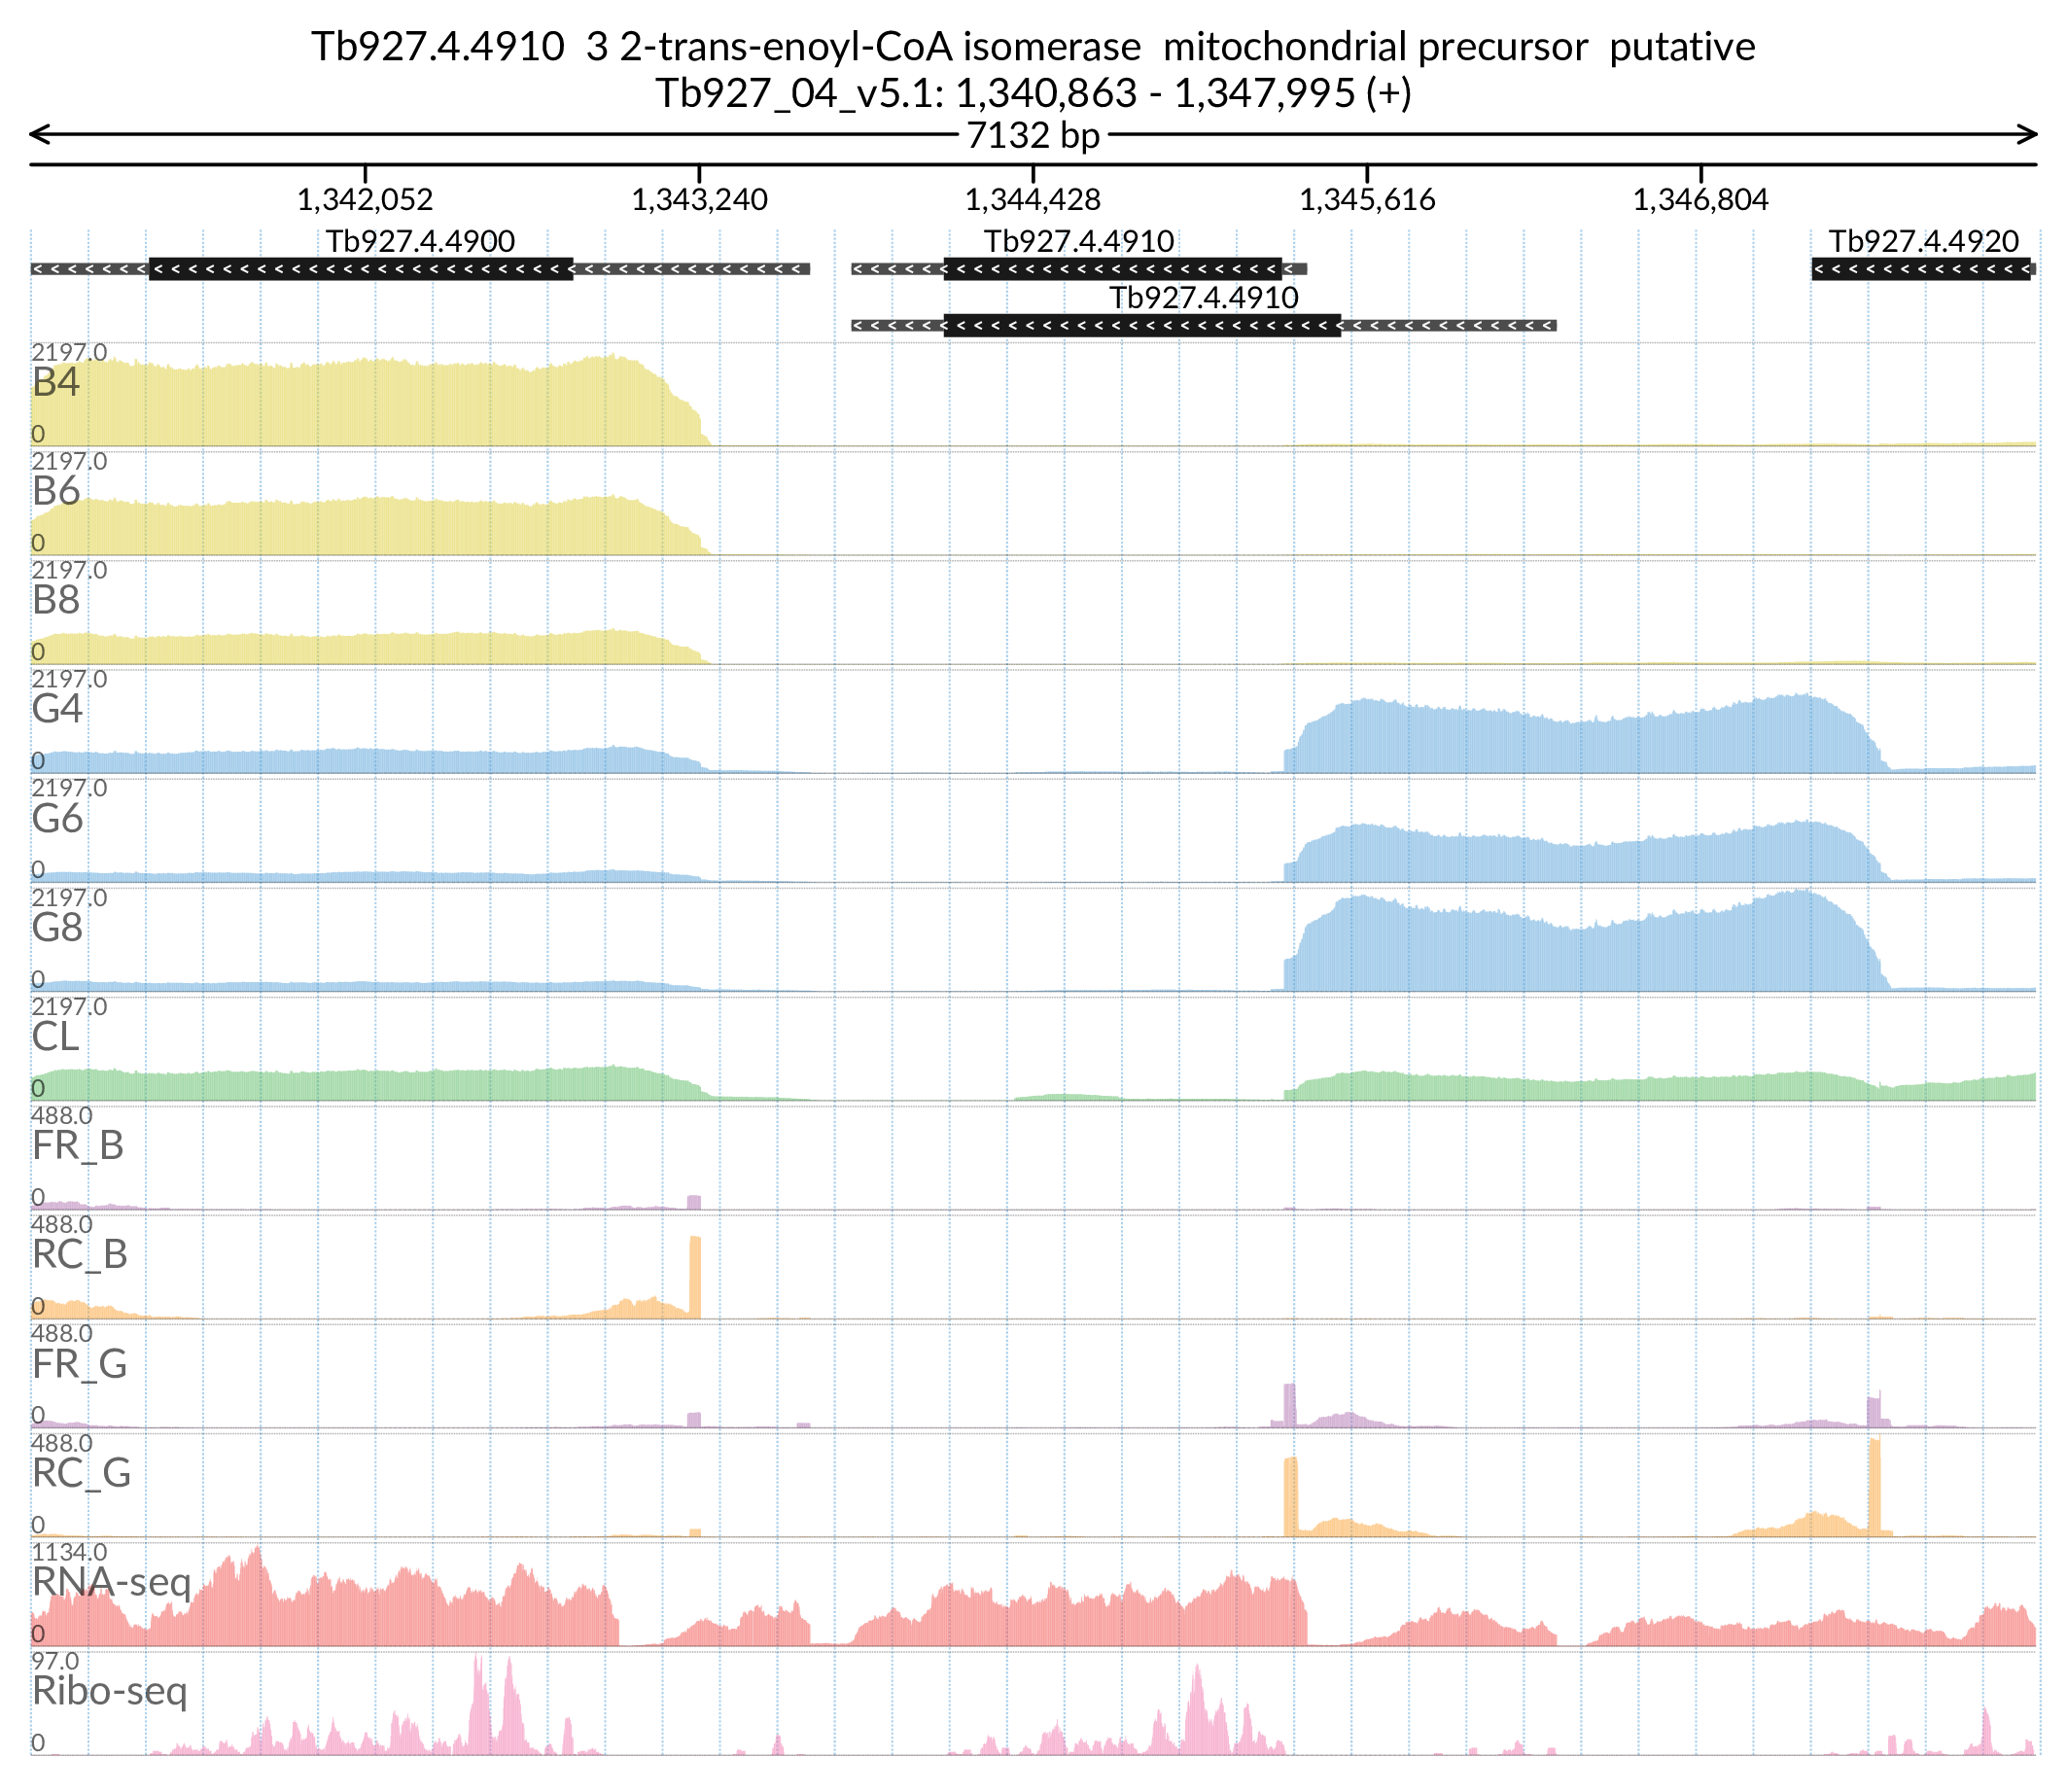 Tb927.4.4910  3 2-trans-enoyl-CoA isomerase  mitochondrial precursor  putative
Tb927_04_v5.1: 1,340,863 - 1,347,995 (+)
7132 bp
1,342,052 1,343,240 1,344,428 1,345,616 1,346,804
Tb927.4.4900 Tb927.4.4910 Tb927.4.4920
Tb927.4.4910
2197.0
B4
0
2197.0
B6
0
2197.0
B8
0
2197.0
G4
0
2197.0
G6
0
2197.0
G8
0
2197.0
CL
0
488.0
FR_B
0
488.0
RC_B
0
488.0
FR_G
0
488.0
RC_G
0
1134.0
RNA-seq
0
97.0
Ribo-seq
0